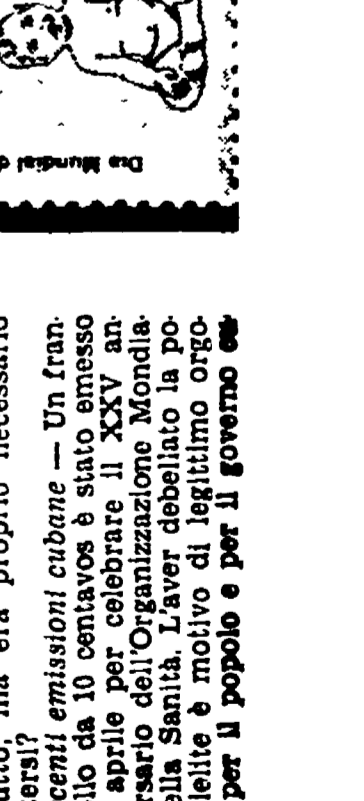 Dia Mundial d
utto, ma era proprio necessario
ersi?
centi emissioni cubane — Un fran-
llo da 10 centavos è stato emesso
aprile per celebrare il XXV an-
rsario dell'Organizzazione Mondia-
ella Sanità. L'aver debellato la po-
ielite è motivo di legittimo orgo-
per il popolo e per il governo cu-